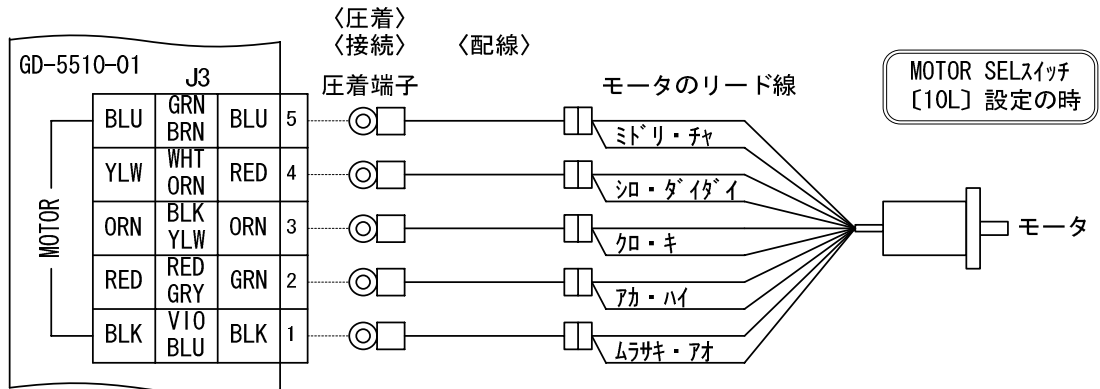 〈圧着〉
〈接続〉 〈配線〉
GD-5510-01
J3
圧着端子
モータのリード線
MOTOR SELスイッチ
〔10L〕設定の時
MOTOR
BLU GRN BRN BLU 5
ミドリ・チャ
YLW WHT ORN RED 4
シロ・ダイダイ
ORN BLK YLW ORN 3
クロ・キ
モータ
RED RED GRY GRN 2
アカ・ハイ
BLK VIO BLU BLK 1
ムラサキ・アオ